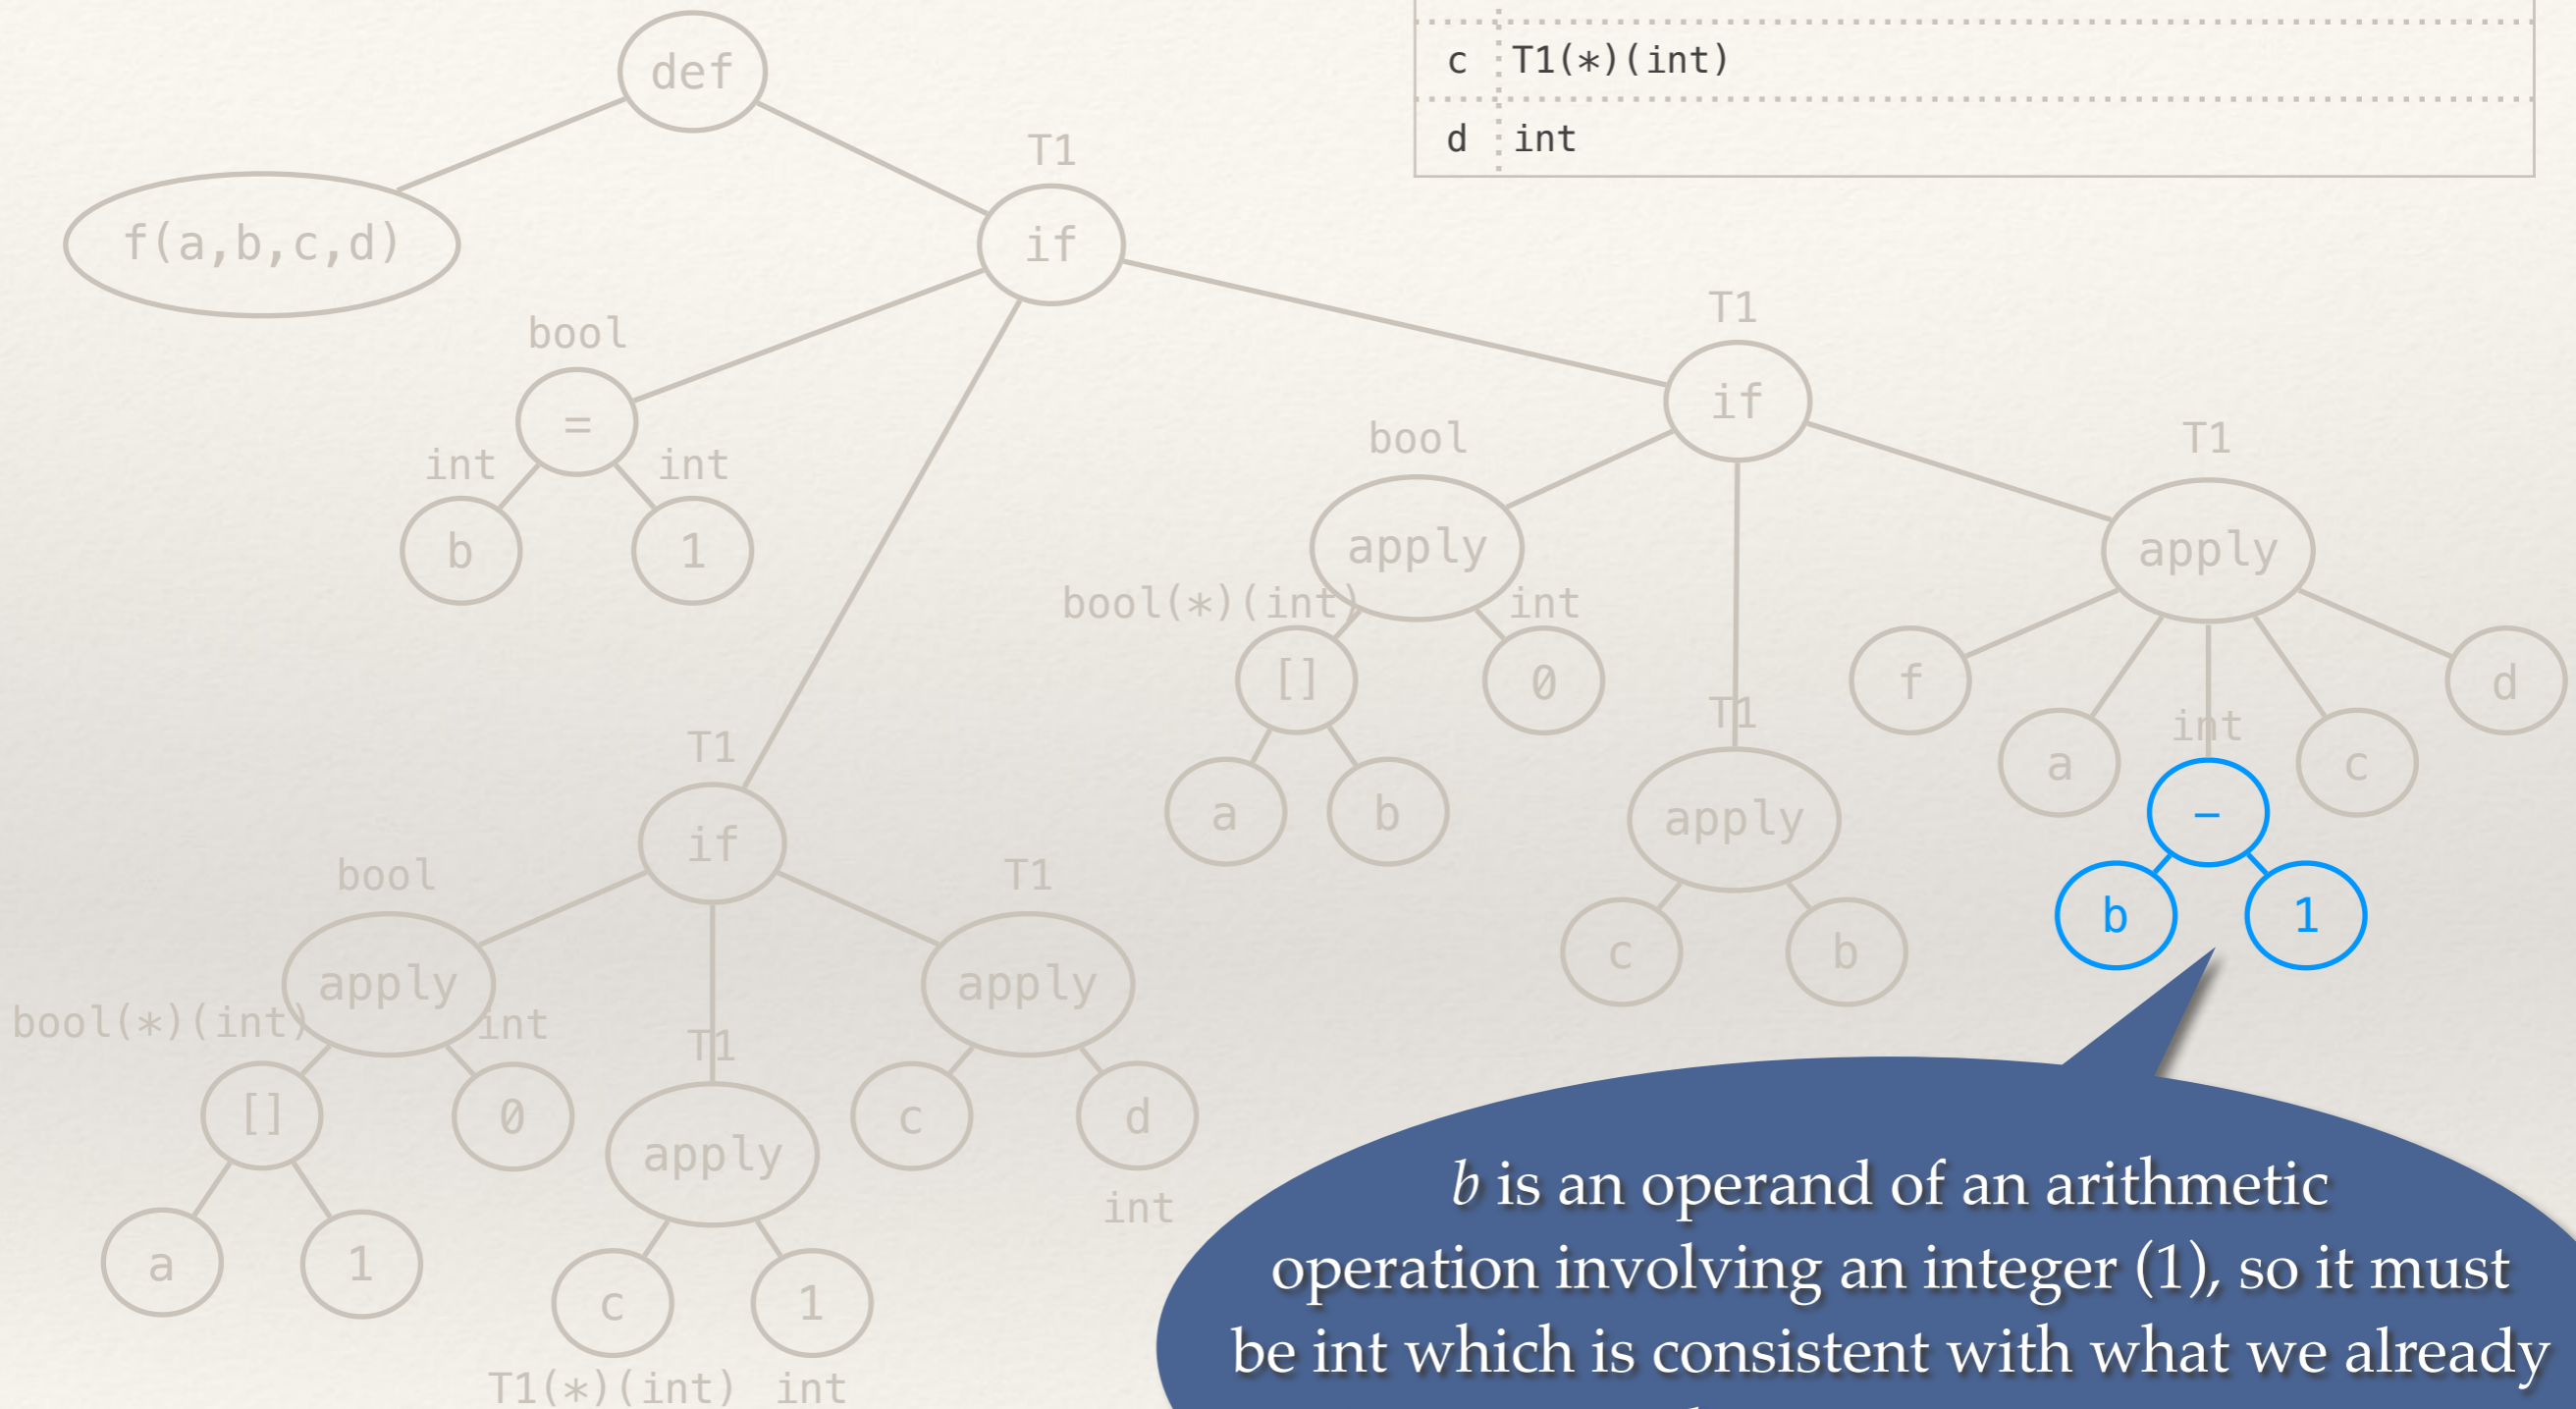 def
c T1(*)(int)
d int
T1
f(a,b,c,d)
if
T1
bool
if
=
bool
T1
int int
b 1
apply
apply
bool(*)(int) int
[] 0
f d
T1
int
a c
T1
a b
apply
–
if
b 1
bool T1
c b
apply apply
bool(*)(int) int
T1
[] 0
c d
apply
b is an operand of an arithmetic
int
a 1
operation involving an integer (1), so it must
c 1
be int which is consistent with what we already
T1(*)(int) int